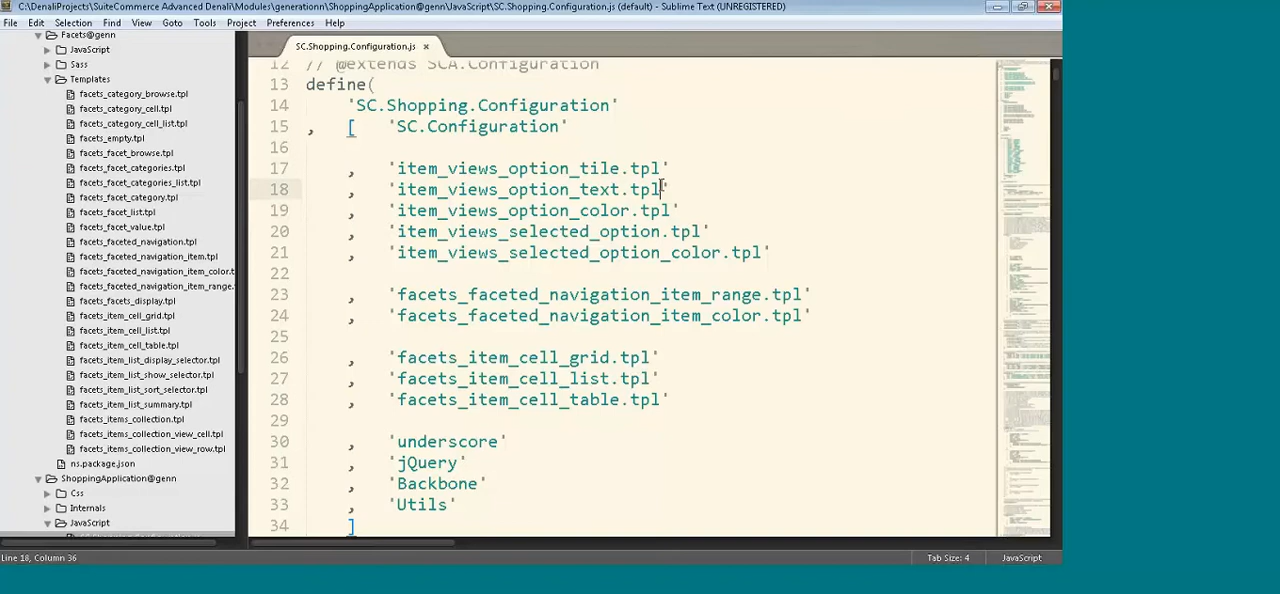 C:\DenaliProjects\SuiteCommerce Advanced Denali\Modules\generationn\ShoppingApplication@genn\JavaScript\SC.Shopping.Configuration.js (default) - Sublime Text (UNREGISTERED)
File Edit Selection Find View Goto Tools Project Preferences Help
Facets@genn
JavaScript
Sass
Templates
facets_category_browse.tpl
facets_category_cell.tpl
facets_category_cell_list.tpl
facets_empty.tpl
facets_facet_browse.tpl
facets_facet_categories.tpl
facets_facet_categories_list.tpl
facets_facet_category.tpl
facets_facet_list.tpl
facets_facet_value.tpl
facets_faceted_navigation.tpl
facets_faceted_navigation_item.tpl
facets_faceted_navigation_item_color.t
facets_faceted_navigation_item_range.
facets_facets_display.tpl
facets_item_cell_grid.tpl
facets_item_cell_list.tpl
facets_item_cell_table.tpl
facets_item_list_display_selector.tpl
facets_item_list_show_selector.tpl
facets_item_list_sort_selector.tpl
facets_item_list_summary.tpl
facets_items_collection.tpl
facets_items_collection_view_cell.tpl
facets_items_collection_view_row.tpl
ns.package.json
ShoppingApplication@genn
Css
Internals
JavaScript
SC.Shopping.Configuration.js ×
12 // @extends SCA.Configuration
13 define(
14 'SC.Shopping.Configuration'
15 , [ 'SC.Configuration'
16
17 , 'item_views_option_tile.tpl'
18 , 'item_views_option_text.tpl'
19 , 'item_views_option_color.tpl'
20 , 'item_views_selected_option.tpl'
21 , 'item_views_selected_option_color.tpl'
22
23 , 'facets_faceted_navigation_item_range.tpl'
24 , 'facets_faceted_navigation_item_color.tpl'
25
26 , 'facets_item_cell_grid.tpl'
27 , 'facets_item_cell_list.tpl'
28 , 'facets_item_cell_table.tpl'
29
30 , 'underscore'
31 , 'jQuery'
32 , 'Backbone'
33 , 'Utils'
34 ]
Line 18, Column 36
Tab Size: 4
JavaScript